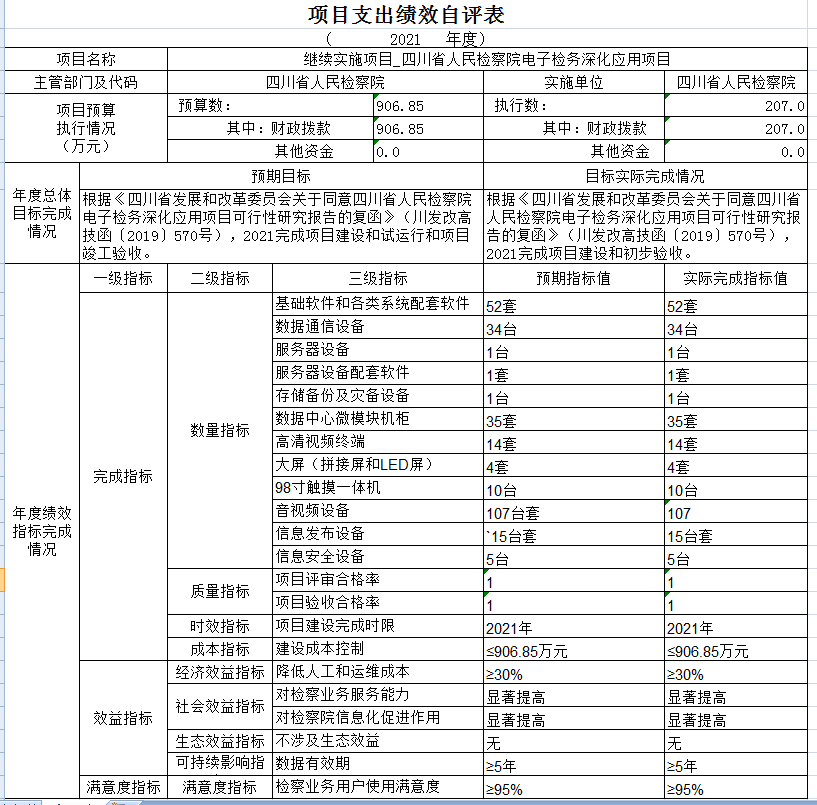 项目支出绩效自评表
（ 2021 年度）
项目名称 继续实施项目_四川省人民检察院电子检务深化应用项目
主管部门及代码 四川省人民检察院 实施单位 四川省人民检察院
项目预算
执行情况
（万元）
预算数： 906.85 执行数： 207.0
其中：财政拨款 906.85 其中：财政拨款 207.0
其他资金 0.0 其他资金 0.0
年度总体
目标完成
情况
预期目标 目标实际完成情况
根据《四川省发展和改革委员会关于同意四川省人民检察院
电子检务深化应用项目可行性研究报告的复函》（川发改高
技函〔2019〕570号），2021完成项目建设和试运行和项目
竣工验收。
根据《四川省发展和改革委员会关于同意四川省
人民检察院电子检务深化应用项目可行性研究报
告的复函》（川发改高技函〔2019〕570号），
2021完成项目建设和初步验收。
年度绩效
指标完成
情况
一级指标 二级指标 三级指标 预期指标值 实际完成指标值
完成指标
数量指标
基础软件和各类系统配套软件 52套 52套
数据通信设备 34台 34台
服务器设备 1台 1台
服务器设备配套软件 1套 1套
存储备份及灾备设备 1台 1台
数据中心微模块机柜 35套 35套
高清视频终端 14套 14套
大屏（拼接屏和LED屏） 4套 4套
98寸触摸一体机 10台 10台
音视频设备 107台套 107
信息发布设备 `15台套 15台套
信息安全设备 5台 5台
质量指标
项目评审合格率 1 1
项目验收合格率 1 1
时效指标 项目建设完成时限 2021年 2021年
成本指标 建设成本控制 ≤906.85万元 ≤906.85万元
效益指标
经济效益指标 降低人工和运维成本 ≥30% ≥30%
社会效益指标
对检察业务服务能力 显著提高 显著提高
对检察院信息化促进作用 显著提高 显著提高
生态效益指标 不涉及生态效益 无 无
可持续影响指 数据有效期 ≥5年 ≥5年
满意度指标 满意度指标 检察业务用户使用满意度 ≥95% ≥95%